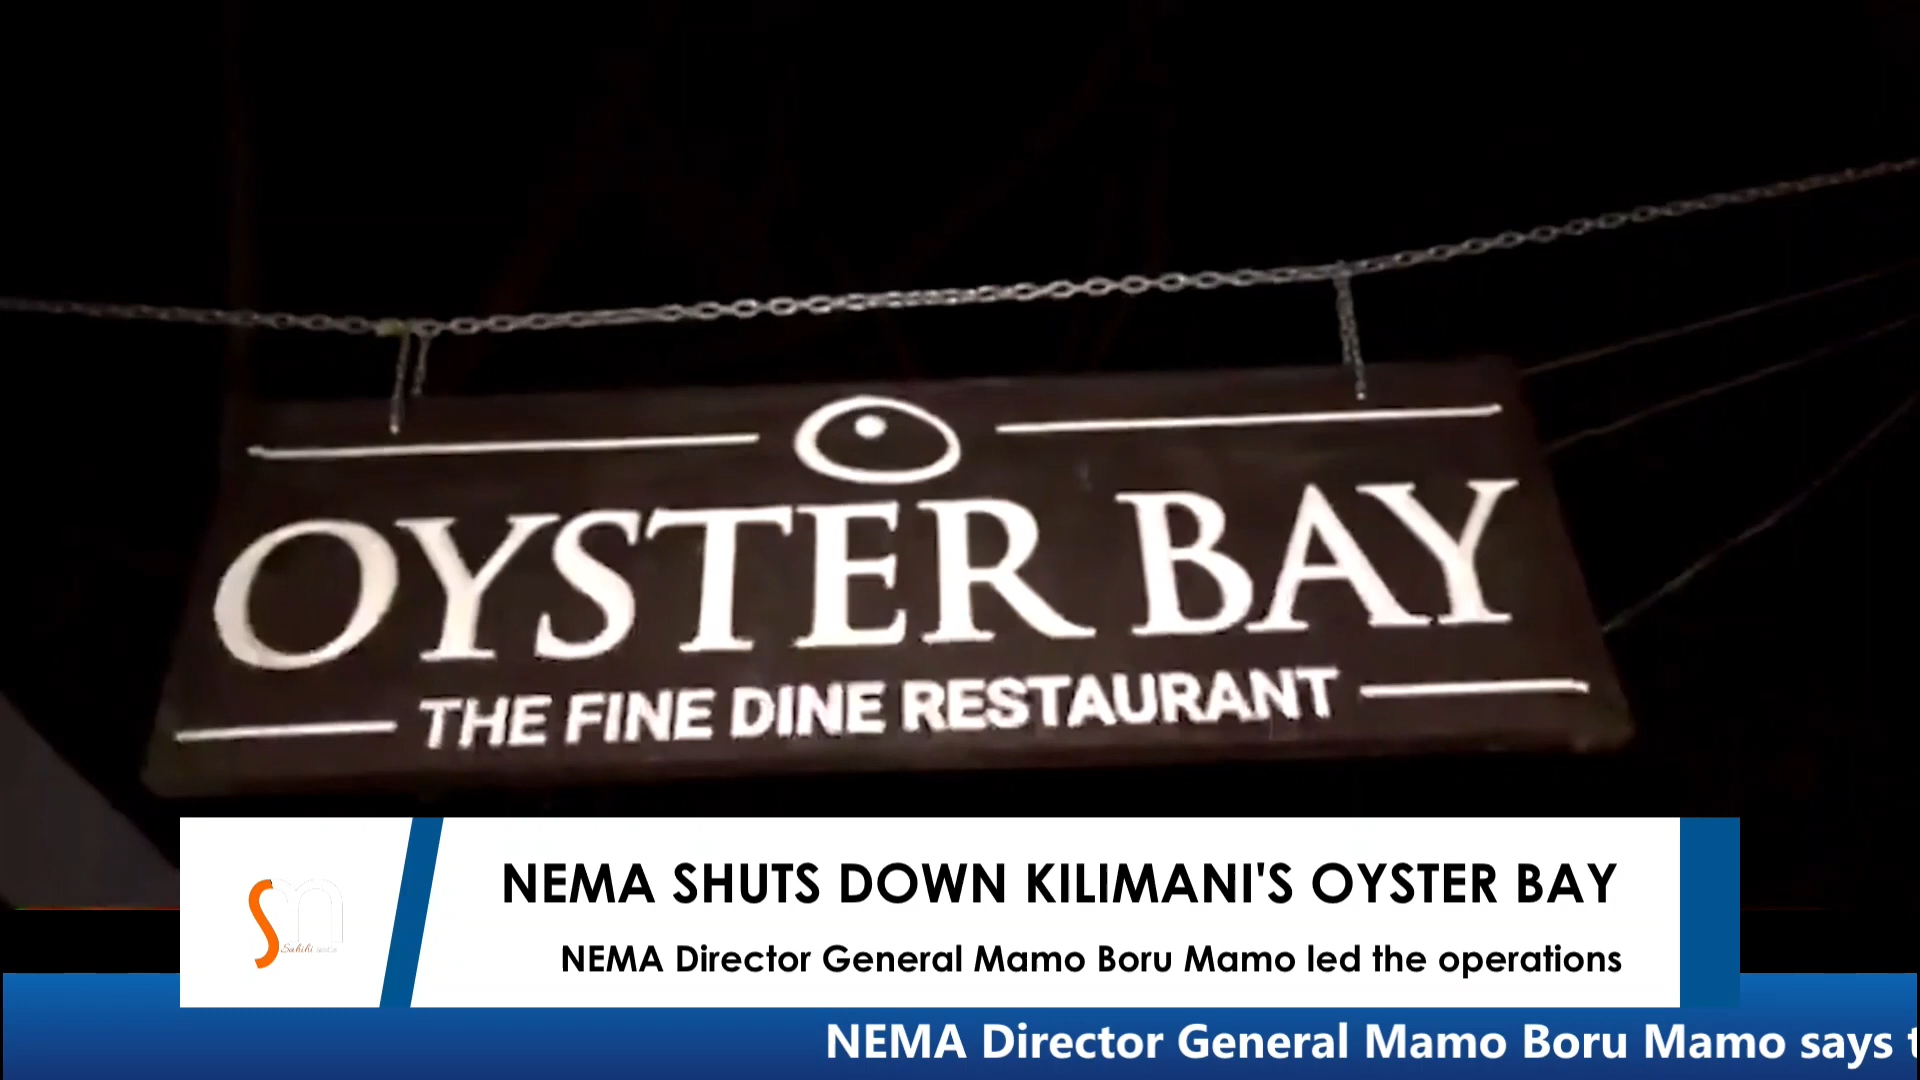 OYSTER BAY
THE FINE DINE RESTAURANT
NEMA SHUTS DOWN KILIMANI'S OYSTER BAY
NEMA Director General Mamo Boru Mamo led the operations
Sahihi
NEMA Director General Mamo Boru Mamo says